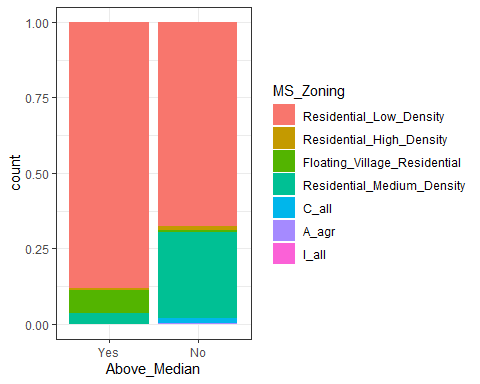 1.00
0.75
0.50
0.25
0.00
count
Yes
No
Above_Median
MS_Zoning
Residential_Low_Density
Residential_High_Density
Floating_Village_Residential
Residential_Medium_Density
C_all
A_agr
I_all